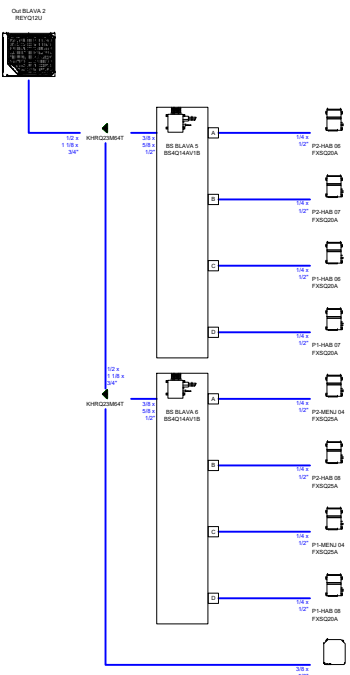 Out BLAVA 2
REYQ12U
1/2 x
1 1/8 x
3/4"
KHRQ23M64T
3/8 x
5/8 x
1/2"
BS BLAVA 5
BS4Q14AV1B
A
1/4 x
1/2"
P2-HAB 06
FXSQ20A
B
1/4 x
1/2"
P2-HAB 07
FXSQ20A
C
1/4 x
1/2"
P1-HAB 06
FXSQ20A
D
1/4 x
1/2"
P1-HAB 07
FXSQ20A
1/2 x
1 1/8 x
3/4"
KHRQ23M64T
3/8 x
5/8 x
1/2"
BS BLAVA 6
BS4Q14AV1B
A
1/4 x
1/2"
P2-MENJ 04
FXSQ25A
B
1/4 x
1/2"
P2-HAB 08
FXSQ25A
C
1/4 x
1/2"
P1-MENJ 04
FXSQ25A
D
1/4 x
1/2"
P1-HAB 08
FXSQ20A
3/8 x